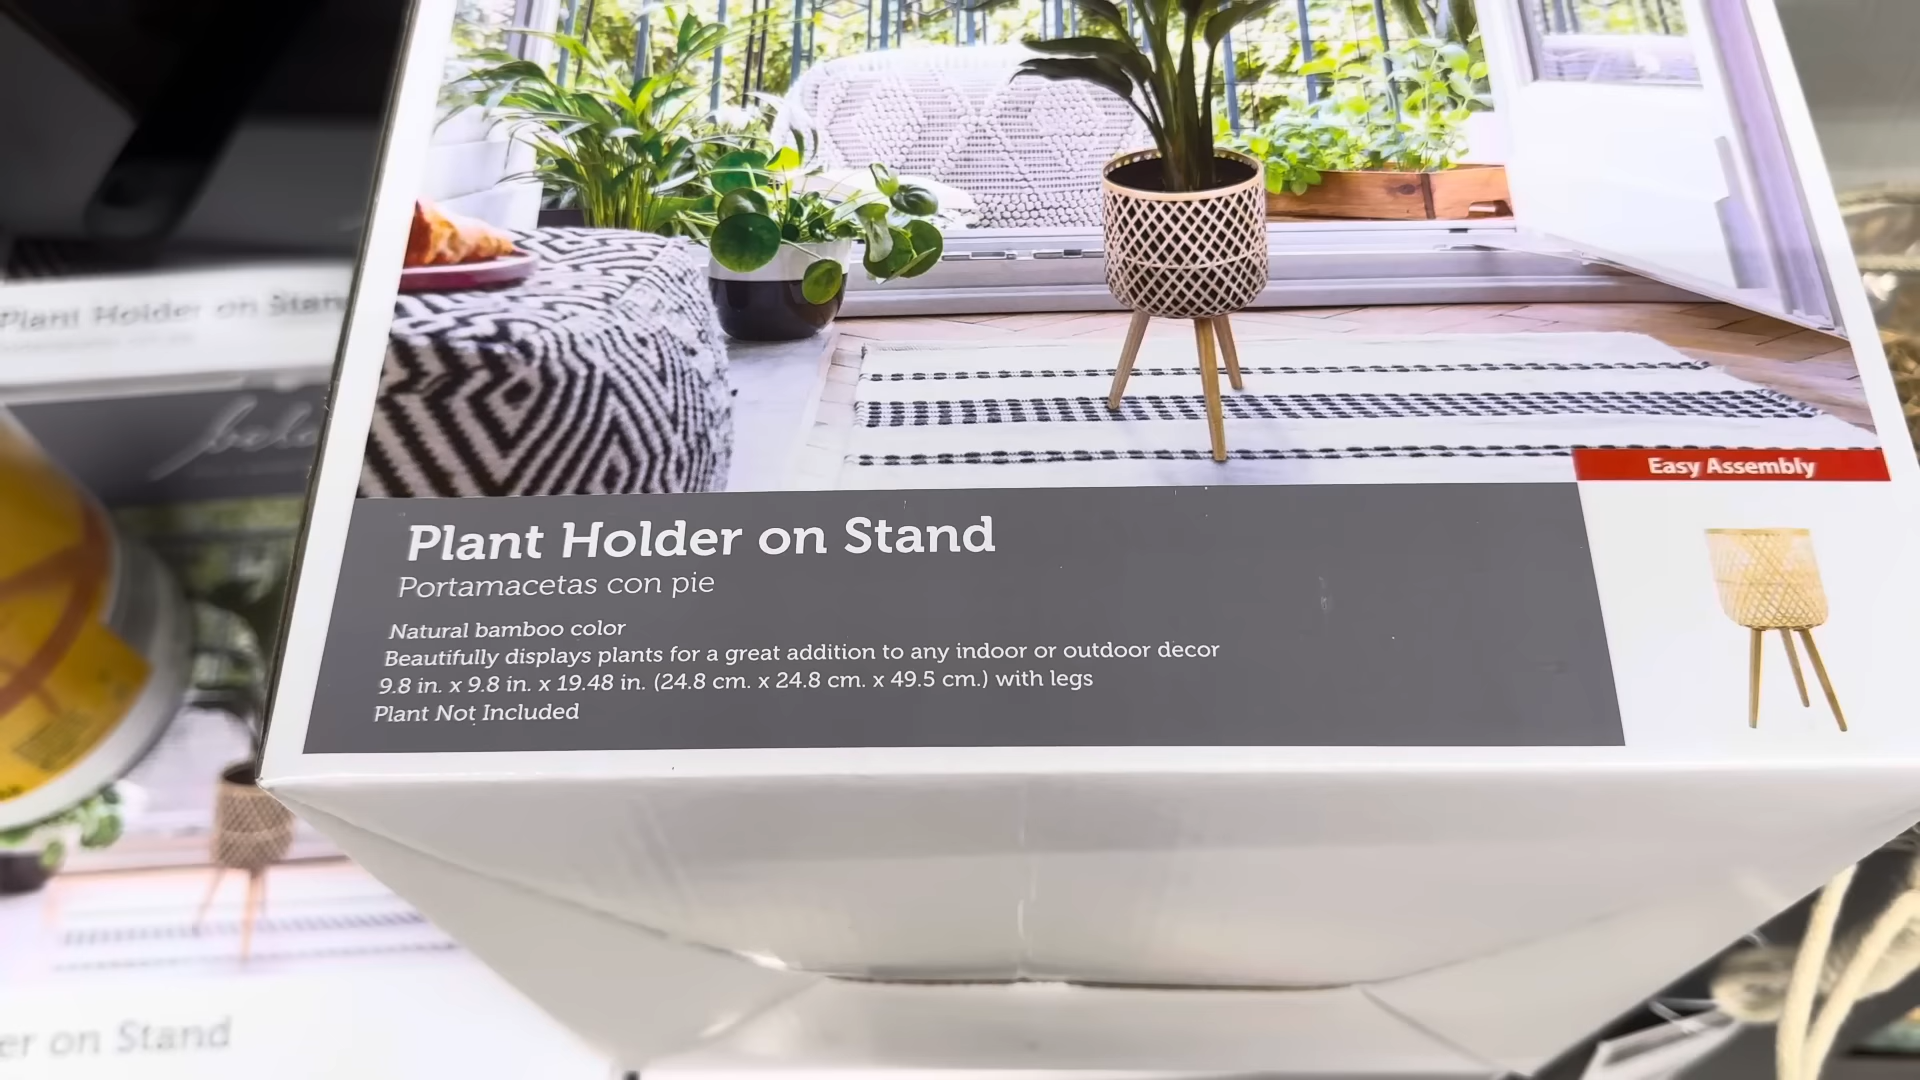 Plant Holder on Stand
Easy Assembly
Plant Holder on Stand
Portamacetas con pie
Natural bamboo color
Beautifully displays plants for a great addition to any indoor or outdoor decor
9.8 in. x 9.8 in. x 19.48 in. (24.8 cm. x 24.8 cm. x 49.5 cm.) with legs
Plant Not Included
on Stand